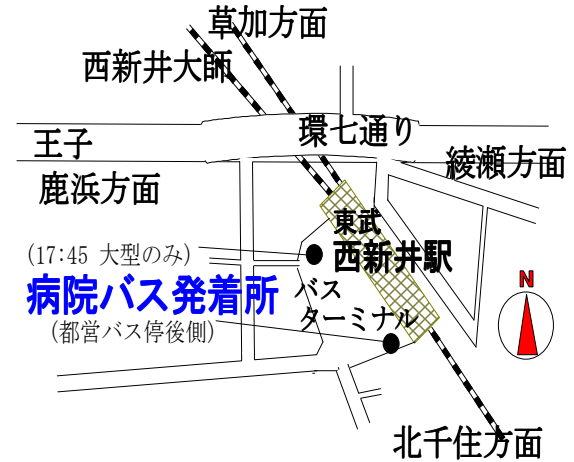 草加方面
西新井大師
環七通り
王子
綾瀬方面
鹿浜方面
東武
西新井駅
(17:45 大型のみ)
病院バス発着所
(都営バス停後側)
バス
ターミナル
N
北千住方面